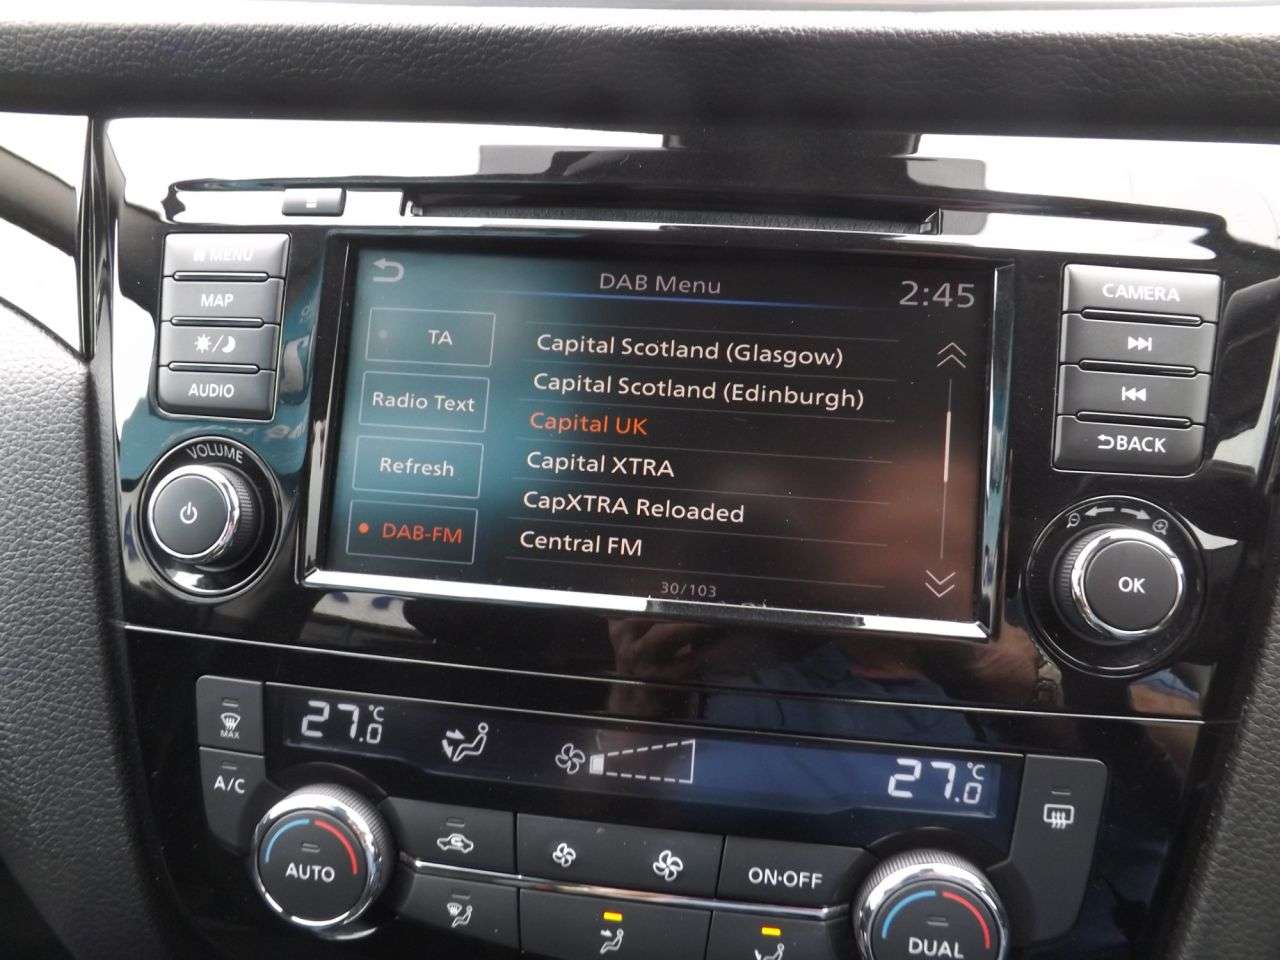 MENU
MAP
AUDIO
VOLUME
DAB Menu
2:45
TA
Radio Text
Refresh
DAB-FM
Capital Scotland (Glasgow)
Capital Scotland (Edinburgh)
Capital UK
Capital XTRA
CapXTRA Reloaded
Central FM
30/103
CAMERA
BACK
OK
MAX
27.0°C
27.0°C
A/C
AUTO
ON·OFF
DUAL